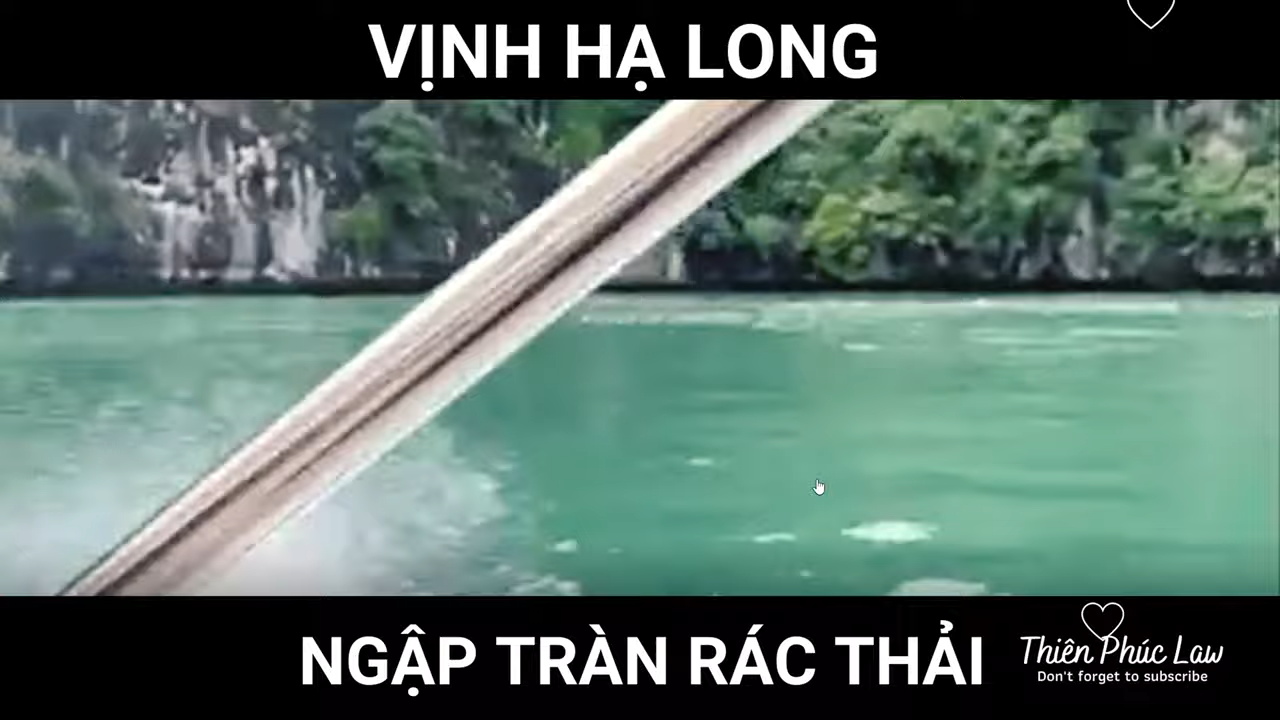 VỊNH HẠ LONG
NGẬP TRÀN RÁC THẢI
Thiên Phúc Law
Don't forget to subscribe